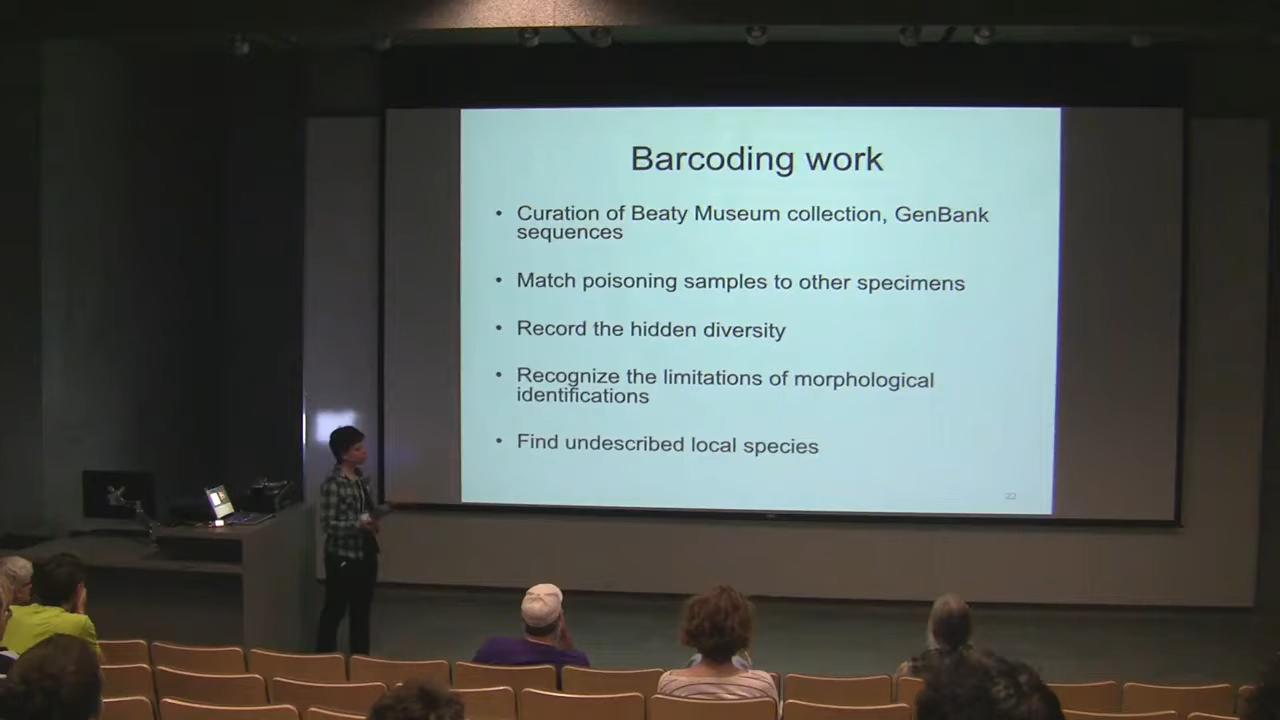 Barcoding work
• Curation of Beaty Museum collection, GenBank
sequences
• Match poisoning samples to other specimens
• Record the hidden diversity
• Recognize the limitations of morphological
identifications
• Find undescribed local species
22